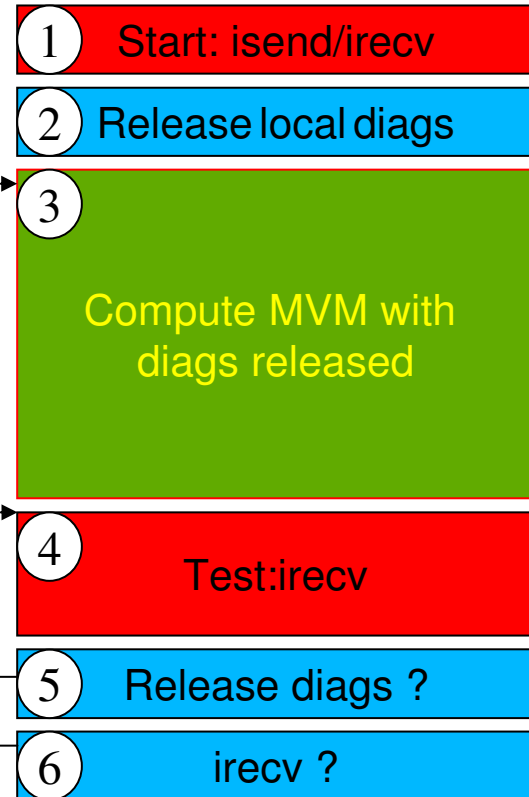 1 Start: isend/irecv
2 Release local diags
3
Compute MVM with
diags released
4
Test:irecv
5 Release diags ?
6 irecv ?